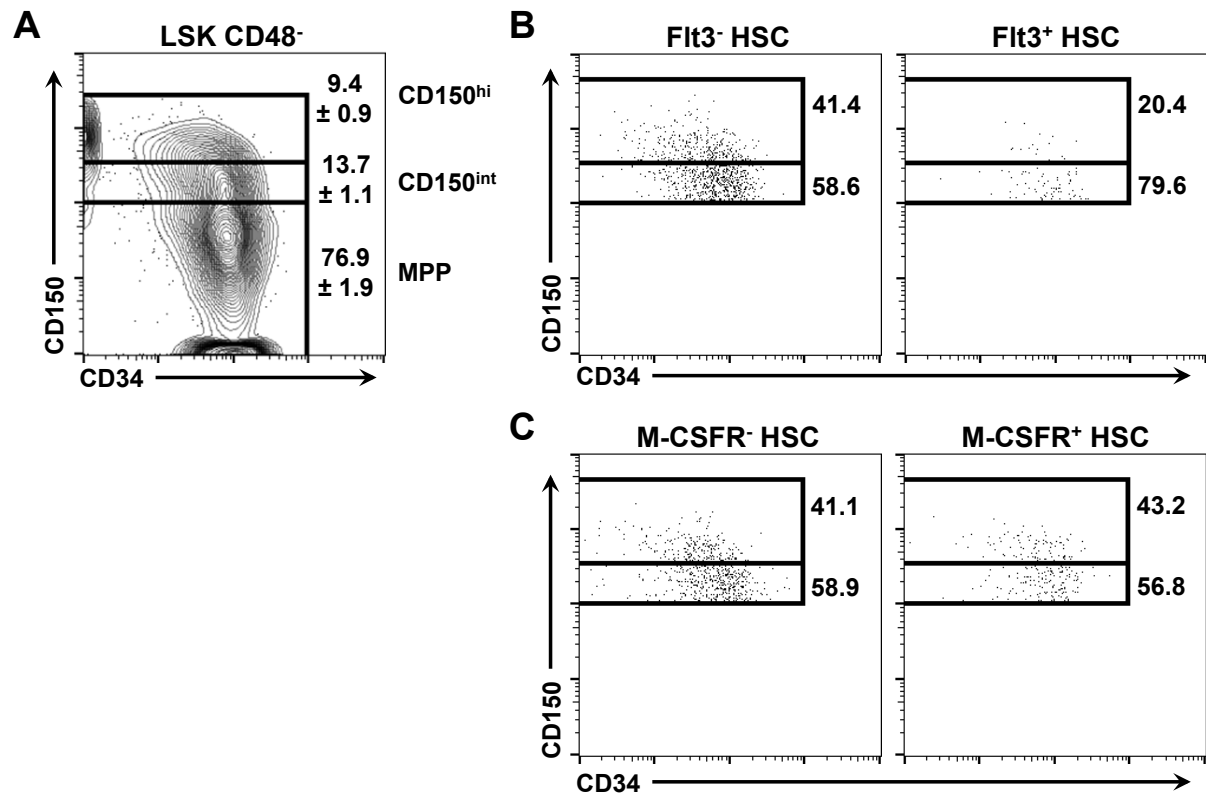 A
LSK CD48-
9.4
± 0.9
CD150hi
13.7
± 1.1
CD150int
76.9
± 1.9
MPP
CD150
CD34
B
Flt3- HSC
Flt3+ HSC
41.4
58.6
20.4
79.6
CD150
CD34
C
M-CSFR- HSC
M-CSFR+ HSC
41.1
58.9
43.2
56.8
CD150
CD34